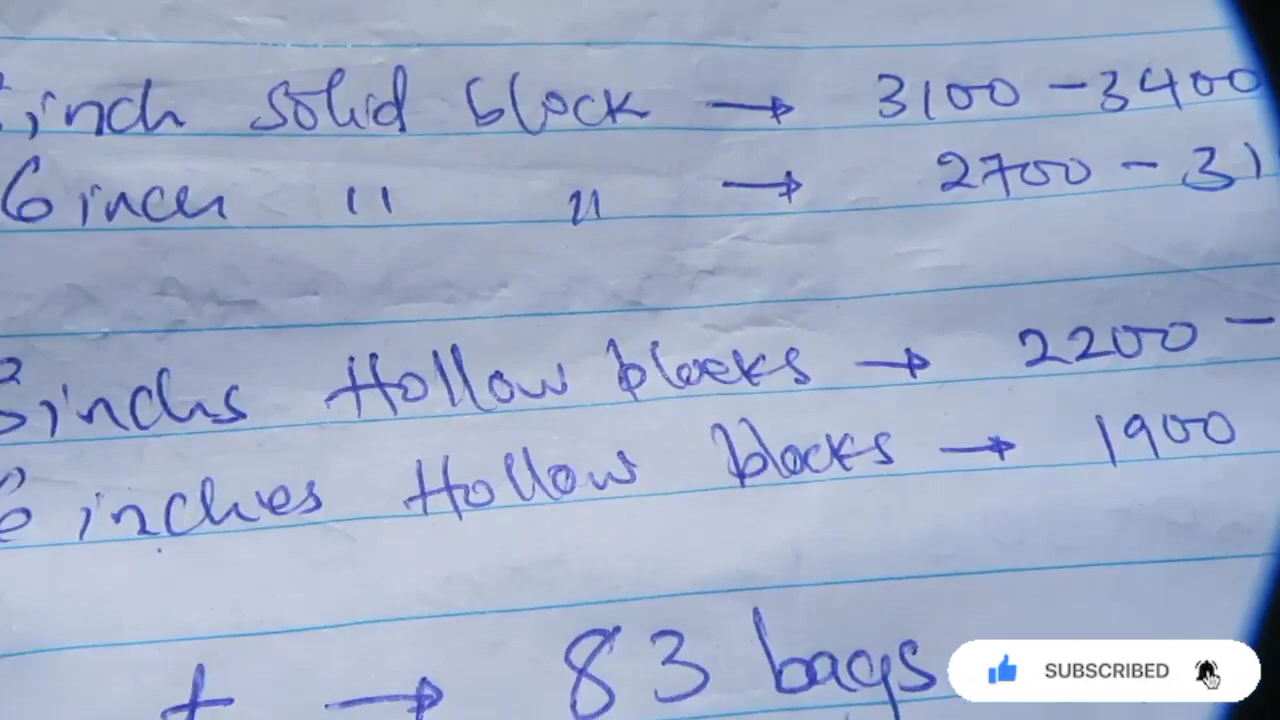 inch solid block → 3100 - 3400
6 inch " " → 2700 - 31
inchs Hollow blocks → 2200 -
6 inches Hollow blocks → 1900
t → 83 bags
SUBSCRIBED